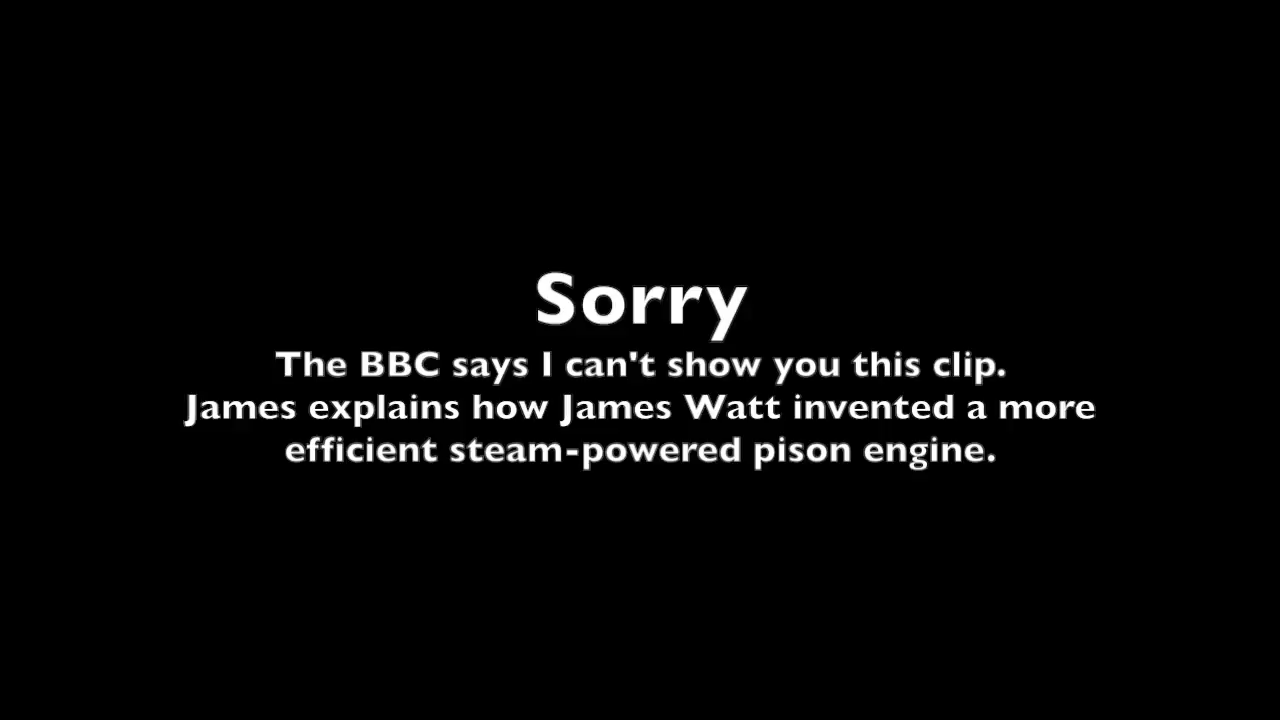 Sorry
The BBC says I can't show you this clip.
James explains how James Watt invented a more
efficient steam-powered pison engine.